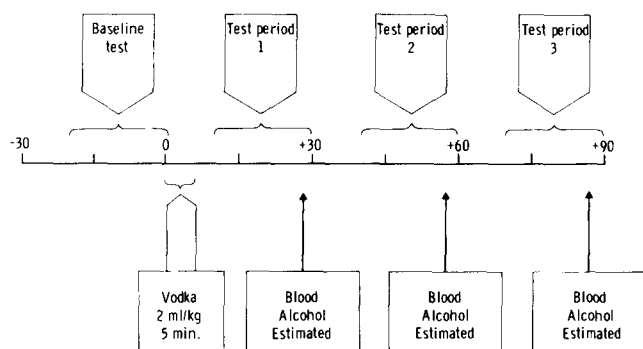 Baseline
test
Test period
1
Test period
2
Test period
3
-30
0
+30
+60
+90
Vodka
2 ml/kg
5 min.
Blood
Alcohol
Estimated
Blood
Alcohol
Estimated
Blood
Alcohol
Estimated